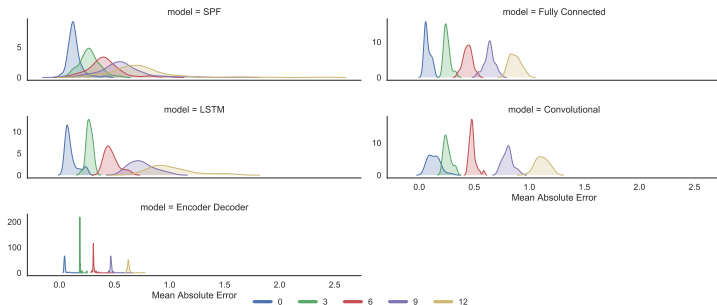 model = SPF
5
0
model = Fully Connected
10
0
model = LSTM
10
5
0
model = Convolutional
10
0
0.0 0.5 1.0 1.5 2.0 2.5
Mean Absolute Error
model = Encoder Decoder
200
100
0
0.0 0.5 1.0 1.5 2.0 2.5
Mean Absolute Error
0 3 6 9 12